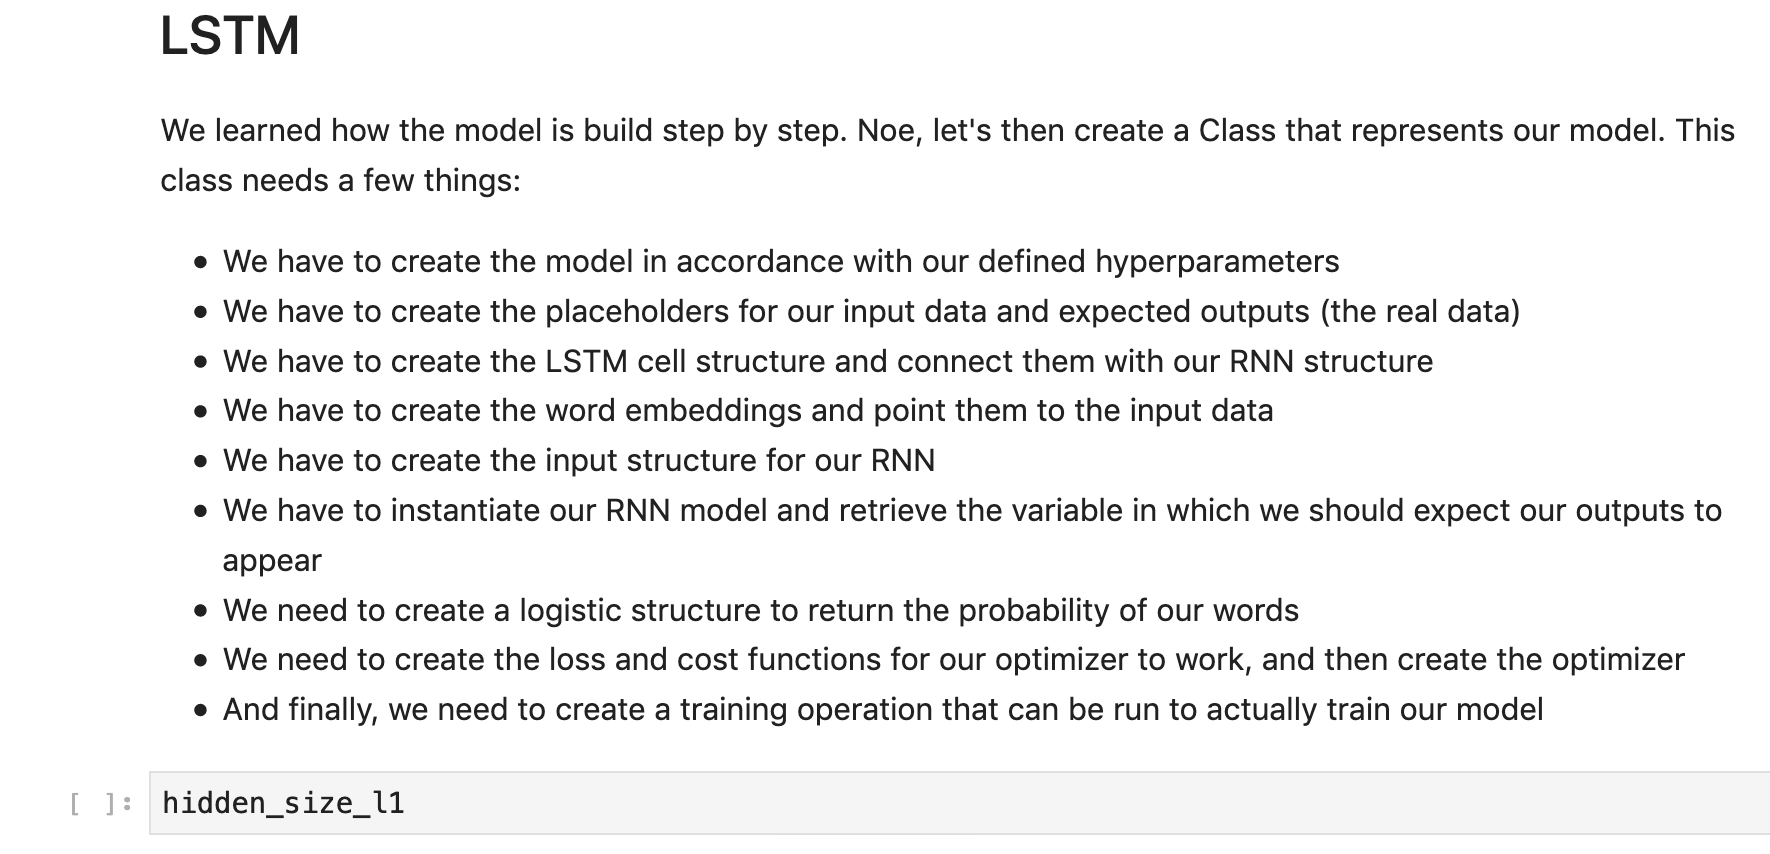 LSTM
We learned how the model is build step by step. Noe, let's then create a Class that represents our model. This
class needs a few things:
• We have to create the model in accordance with our defined hyperparameters
• We have to create the placeholders for our input data and expected outputs (the real data)
• We have to create the LSTM cell structure and connect them with our RNN structure
• We have to create the word embeddings and point them to the input data
• We have to create the input structure for our RNN
• We have to instantiate our RNN model and retrieve the variable in which we should expect our outputs to
appear
• We need to create a logistic structure to return the probability of our words
• We need to create the loss and cost functions for our optimizer to work, and then create the optimizer
• And finally, we need to create a training operation that can be run to actually train our model
[ ]: hidden_size_l1